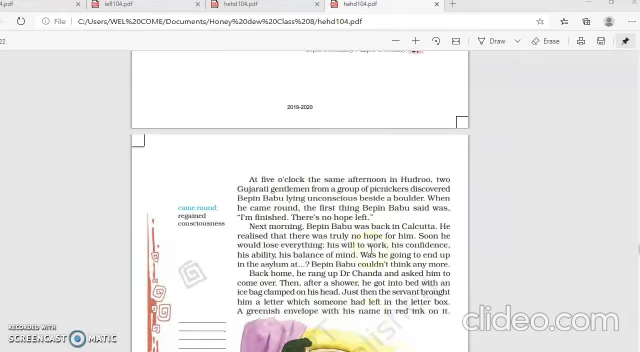 .pdf
iell104.pdf
hehd104.pdf
hehd104.pdf
File
C:/Users/WEL%20COME/Documents/Honey%20dew%20Class%208/hehd104.pdf
22
Draw
Erase
2019-2020
At five o'clock the same afternoon in Hudroo, two
Gujarati gentlemen from a group of picnickers discovered
Bepin Babu lying unconscious beside a boulder. When
he came round, the first thing Bepin Babu said was,
"I'm finished. There's no hope left."
came round:
regained
consciousness
Next morning, Bepin Babu was back in Calcutta. He
realised that there was truly no hope for him. Soon he
would lose everything: his will to work, his confidence,
his ability, his balance of mind. Was he going to end up
in the asylum at...? Bepin Babu couldn't think any more.
Back home, he rang up Dr Chanda and asked him to
come over. Then, after a shower, he got into bed with an
ice bag clamped on his head. Just then the servant brought
him a letter which someone had left in the letter box.
A greenish envelope with his name in red ink on it.
RECORDED WITH
SCREENCAST MATIC
clideo.com